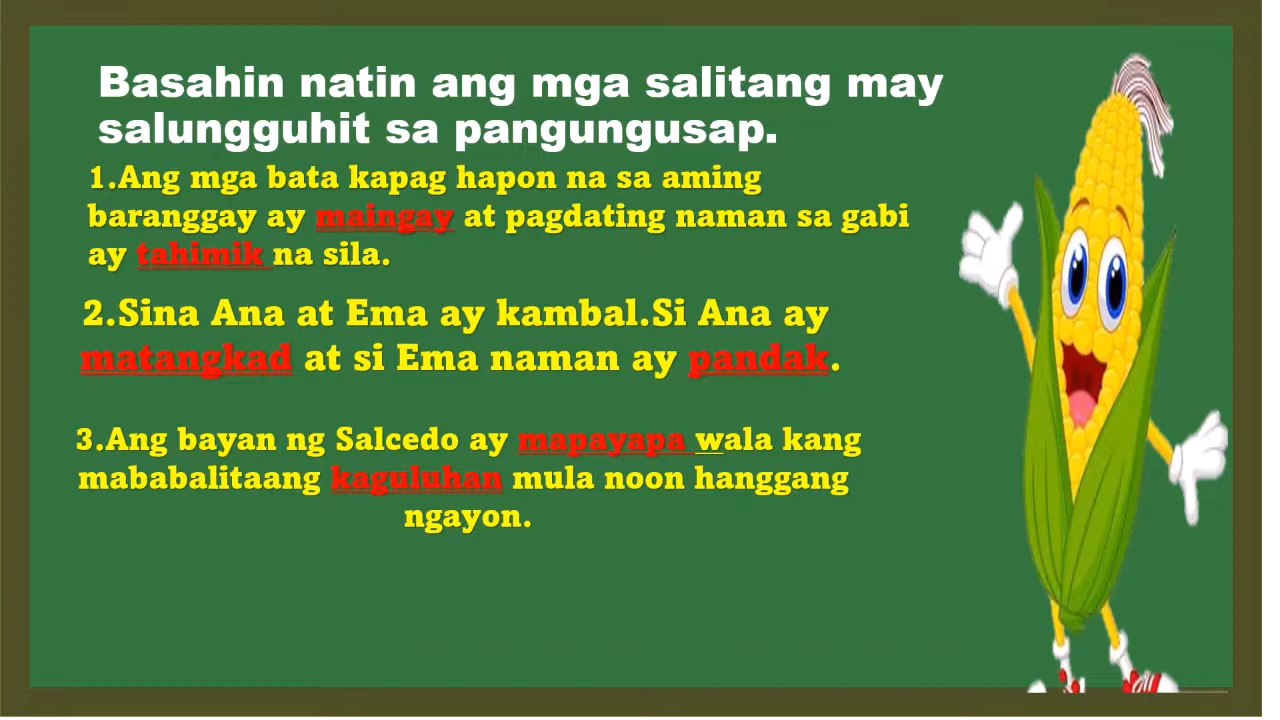 Basahin natin ang mga salitang may
salungguhit sa pangungusap.
1.Ang mga bata kapag hapon na sa aming
baranggay ay maingay at pagdating naman sa gabi
ay tahimik na sila.
2.Sina Ana at Ema ay kambal.Si Ana ay
matangkad at si Ema naman ay pandak.
3.Ang bayan ng Salcedo ay mapayapa wala kang
mababalitaang kaguluhan mula noon hanggang
ngayon.